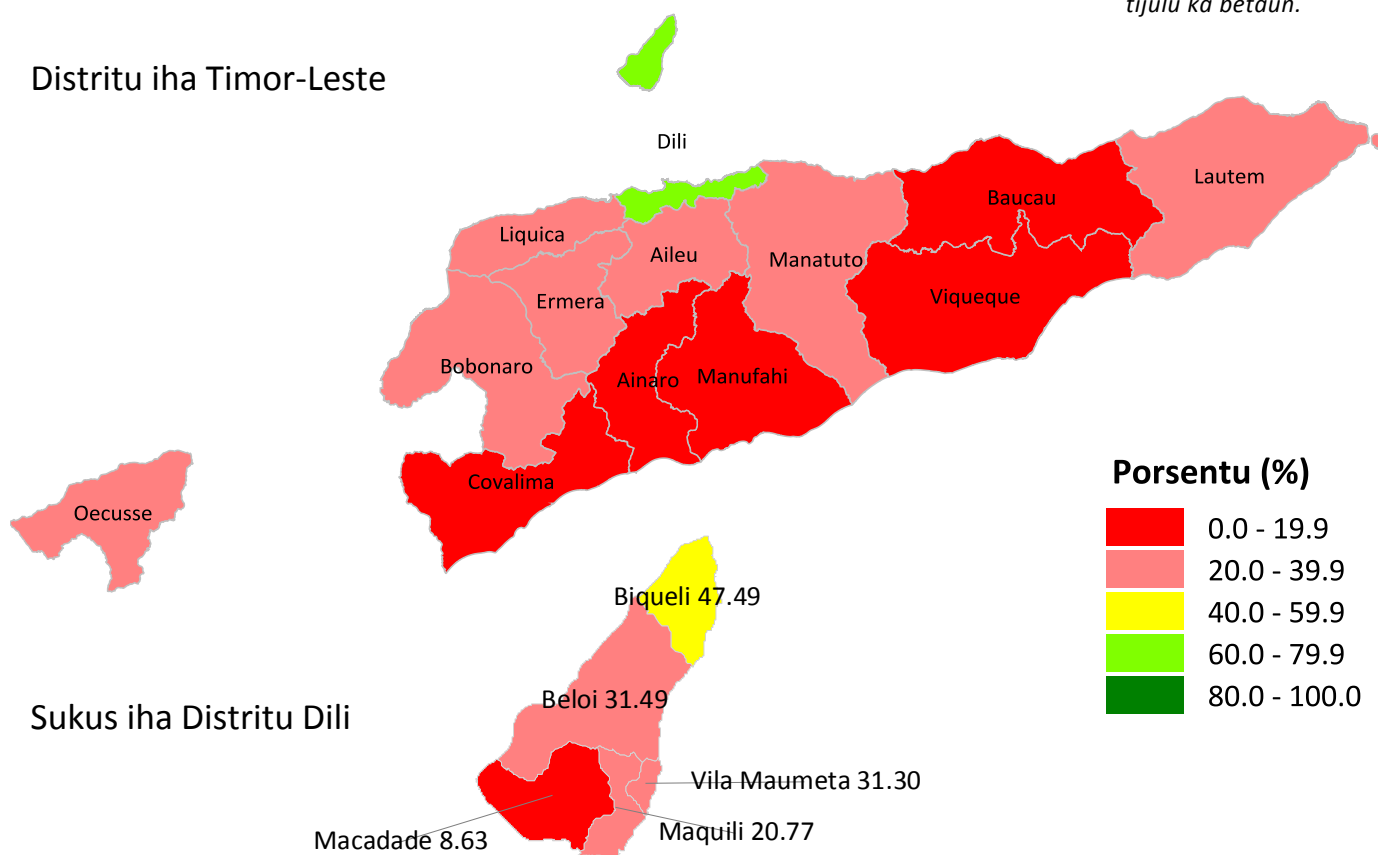 tijulu ka betaun.
Distritu iha Timor-Leste
Dili
Lautem
Baucau
Liquica
Aileu
Manatuto
Ermera
Viqueque
Bobonaro
Ainaro
Manufahi
Covalima
Oecusse
Porsentu (%)
0.0 - 19.9
20.0 - 39.9
40.0 - 59.9
60.0 - 79.9
80.0 - 100.0
Sukus iha Distritu Dili
Biqueli 47.49
Beloi 31.49
Vila Maumeta 31.30
Maquili 20.77
Macadade 8.63